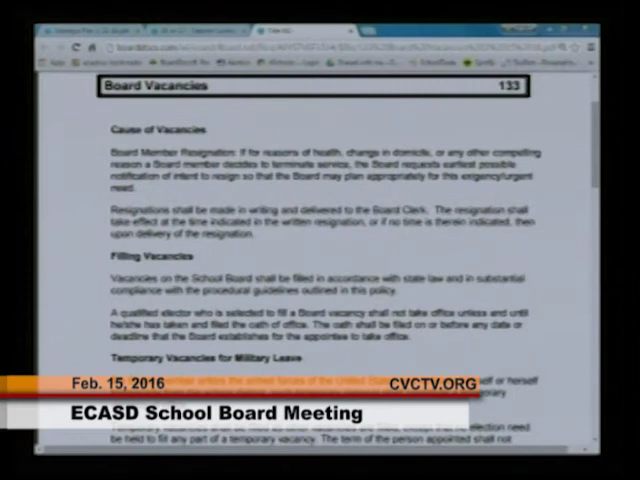 Board Vacancies 133
Cause of Vacancies
Board Member Resignation: If for reasons of health, change in domicile, or any other compelling
reason a Board member decides to terminate service, the Board requests earliest possible
notification of intent to resign so that the Board may plan appropriately for this exigency/urgent
need.
Resignations shall be made in writing and delivered to the Board Clerk. The resignation shall
take effect at the time indicated in the written resignation, or if no time is therein indicated, then
upon delivery of the resignation.
Filling Vacancies
Vacancies on the School Board shall be filled in accordance with state law and in substantial
compliance with the procedural guidelines outlined in this policy.
A qualified elector who is selected to fill a Board vacancy shall not take office unless and until
he/she has taken and filed the oath of office. The oath shall be filed on or before any date or
deadline that the Board establishes for the appointee to take office.
Temporary Vacancies for Military Leave
Feb. 15, 2016 CVCTV.ORG
self or herself
ECASD School Board Meeting
election
be held to fill any part of a temporary vacancy. The term of the person appointed shall not